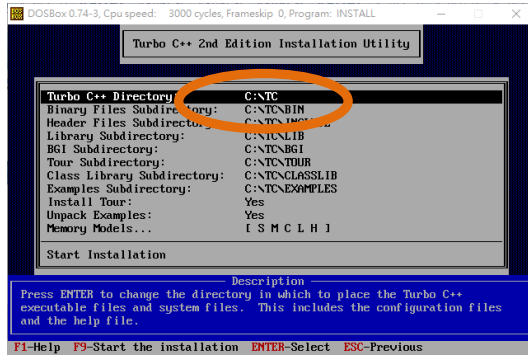 DOSBox 0.74-3, Cpu speed: 3000 cycles, Frameskip 0, Program: INSTALL
Turbo C++ 2nd Edition Installation Utility
Turbo C++ Directory: C:\TC
Binary Files Subdirectory: C:\TC\BIN
Header Files Subdirectory: C:\TC\INCLUDE
Library Subdirectory: C:\TC\LIB
BGI Subdirectory: C:\TC\BGI
Tour Subdirectory: C:\TC\TOUR
Class Library Subdirectory: C:\TC\CLASSLIB
Examples Subdirectory: C:\TC\EXAMPLES
Install Tour: Yes
Unpack Examples: Yes
Memory Models... [ S M C L H ]
Start Installation
Description
Press ENTER to change the directory in which to place the Turbo C++
executable files and system files. This includes the configuration files
and the help file.
F1-Help F9-Start the installation ENTER-Select ESC-Previous